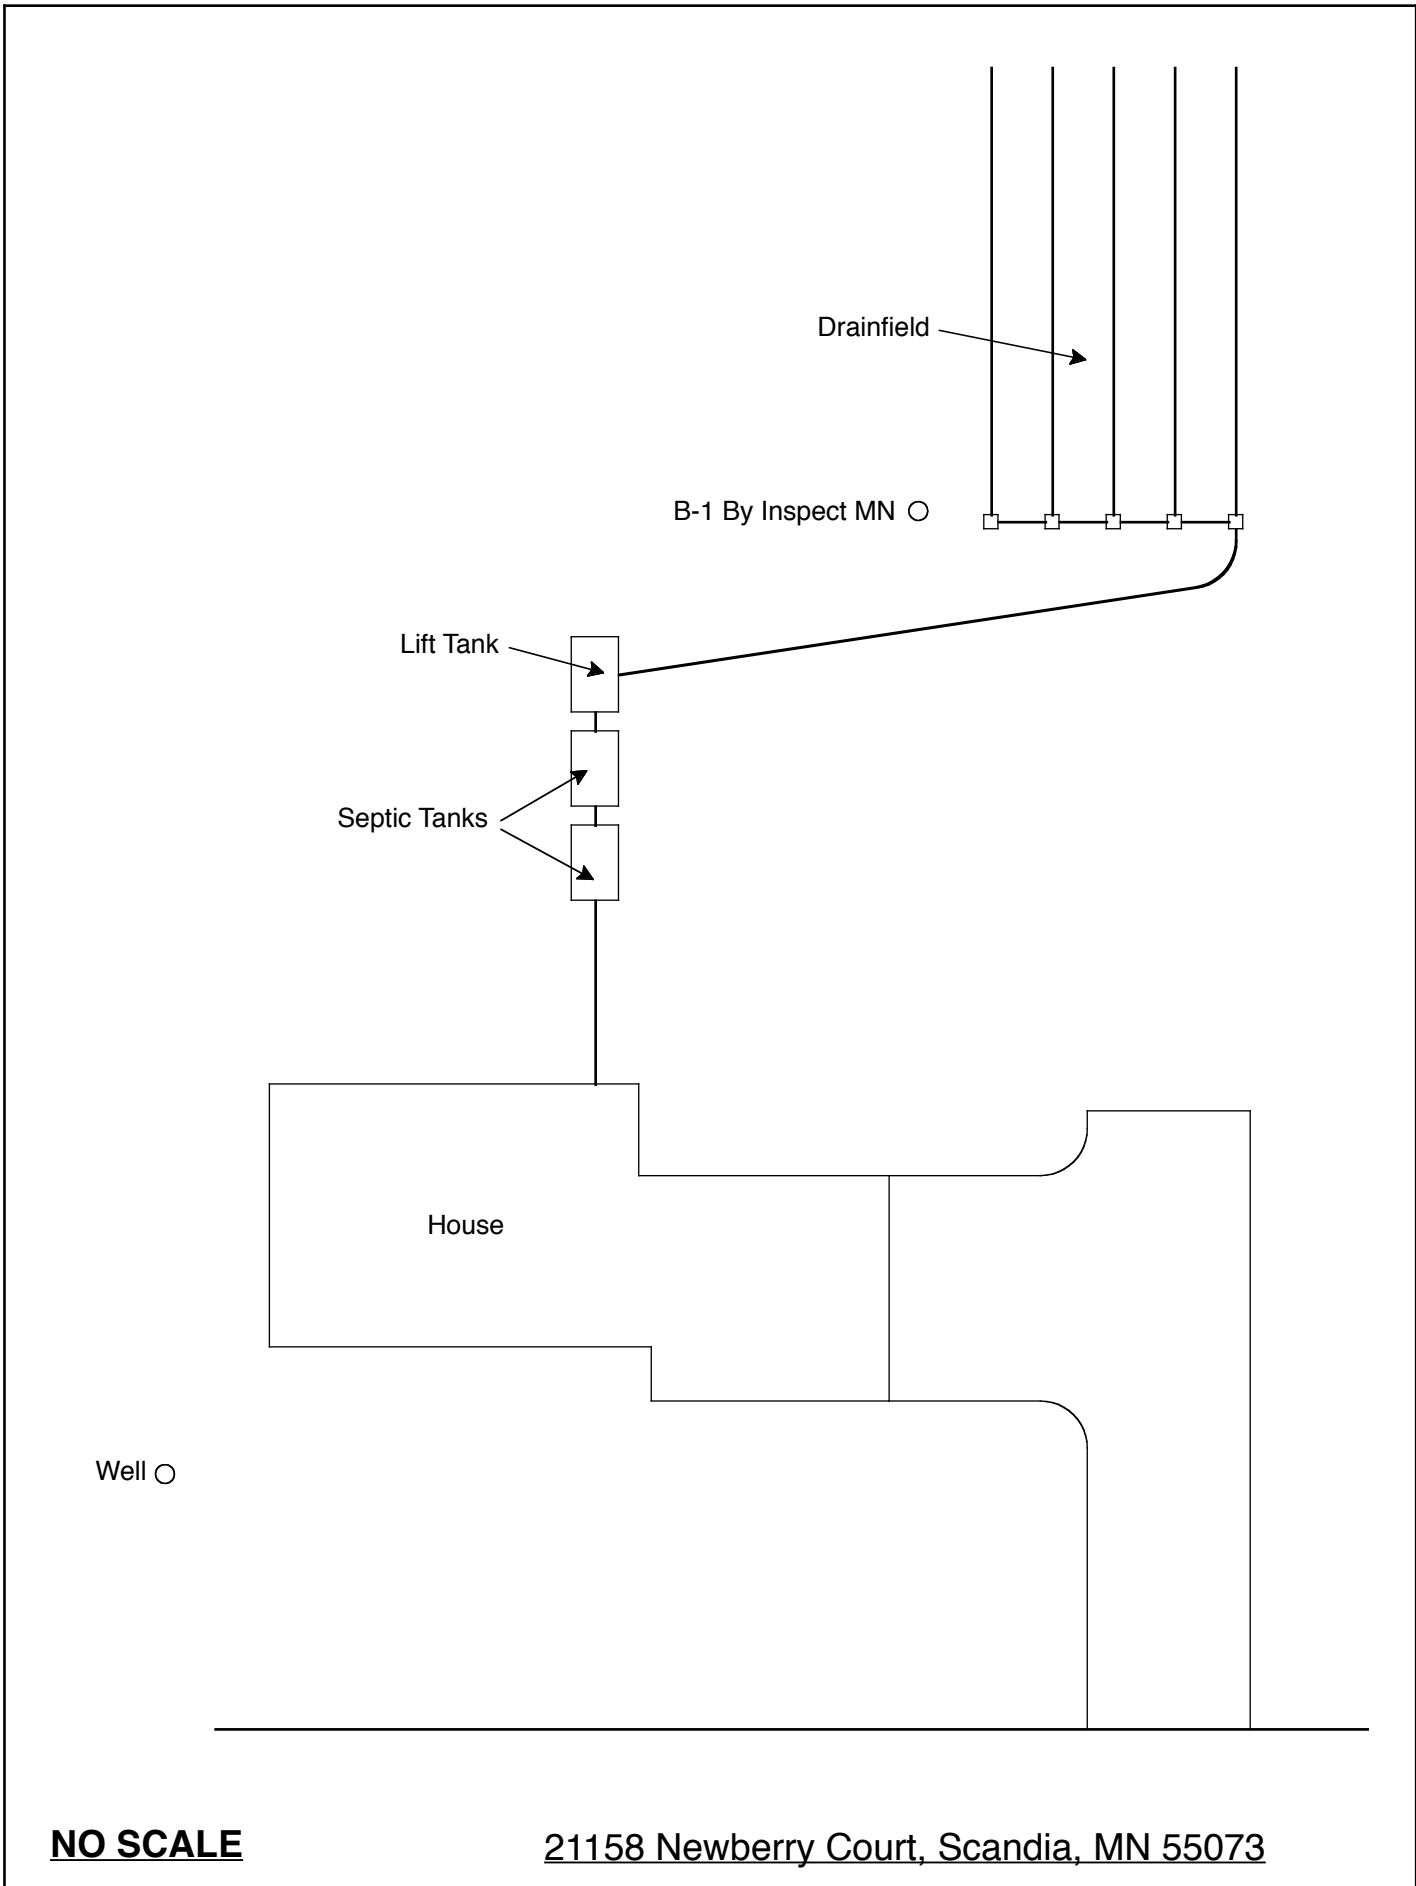 Drainfield
B-1 By Inspect MN
Lift Tank
Septic Tanks
House
Well
NO SCALE
21158 Newberry Court, Scandia, MN 55073